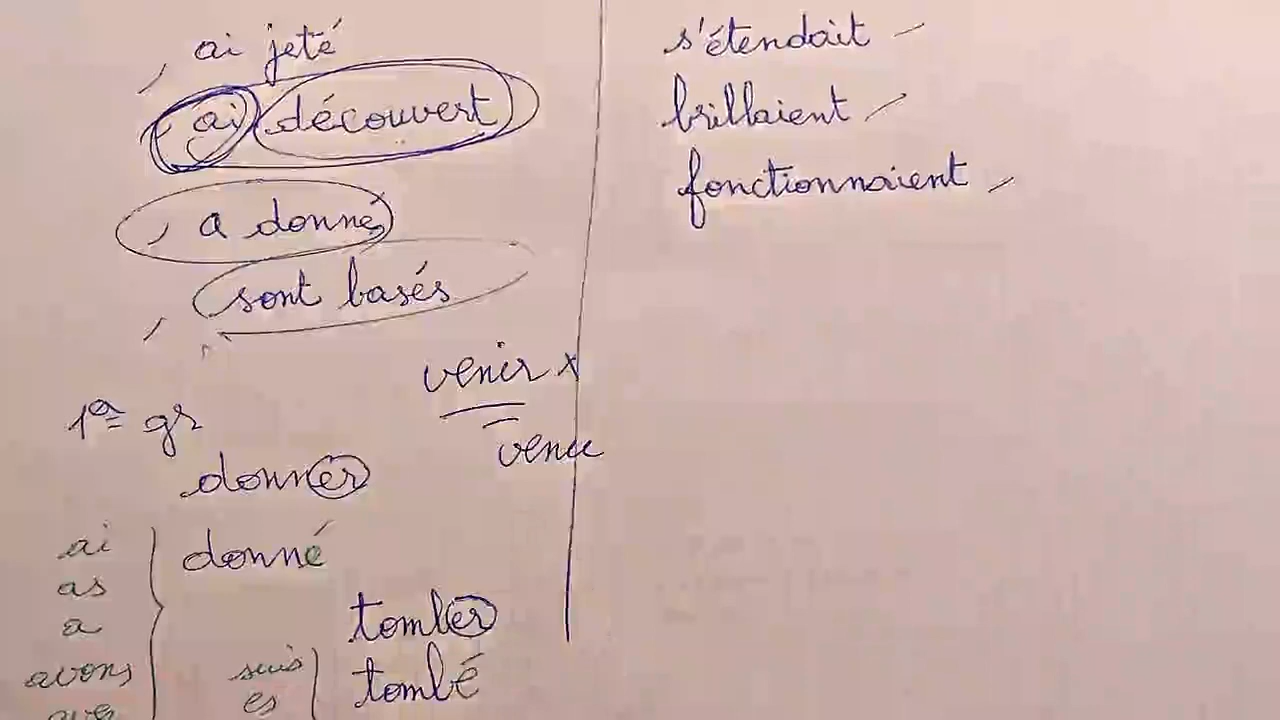 ai jeté
ai découvert
a donné
sont basés
venir x
venu
1er gr
donner
donné
ai
as
a
avons
tomber
tombé
suis
es
s'étendait
brillaient
fonctionnaient